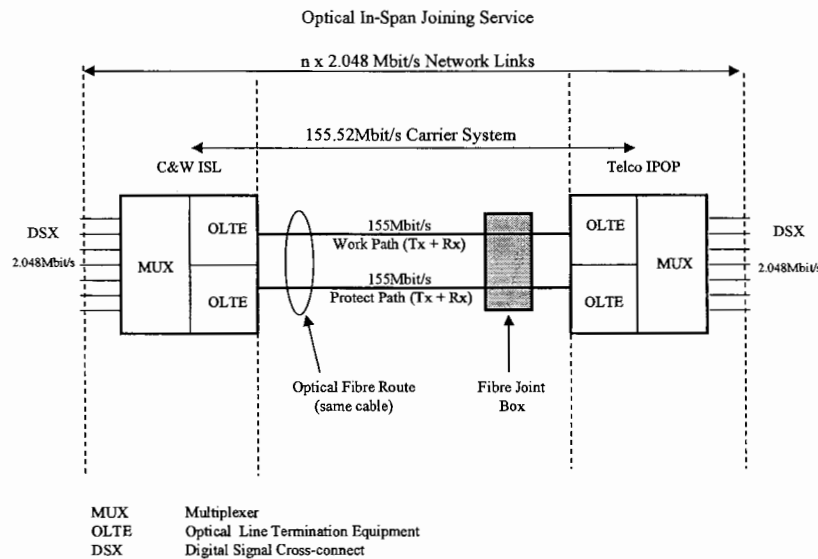 Optical In-Span Joining Service
n x 2.048 Mbit/s Network Links
155.52Mbit/s Carrier System
C&W ISL
Telco IPOP
DSX
2.048Mbit/s
MUX
OLTE
OLTE
155Mbit/s
Work Path (Tx + Rx)
155Mbit/s
Protect Path (Tx + Rx)
OLTE
OLTE
MUX
DSX
2.048Mbit/s
Optical Fibre Route
(same cable)
Fibre Joint
Box
MUX Multiplexer
OLTE Optical Line Termination Equipment
DSX Digital Signal Cross-connect